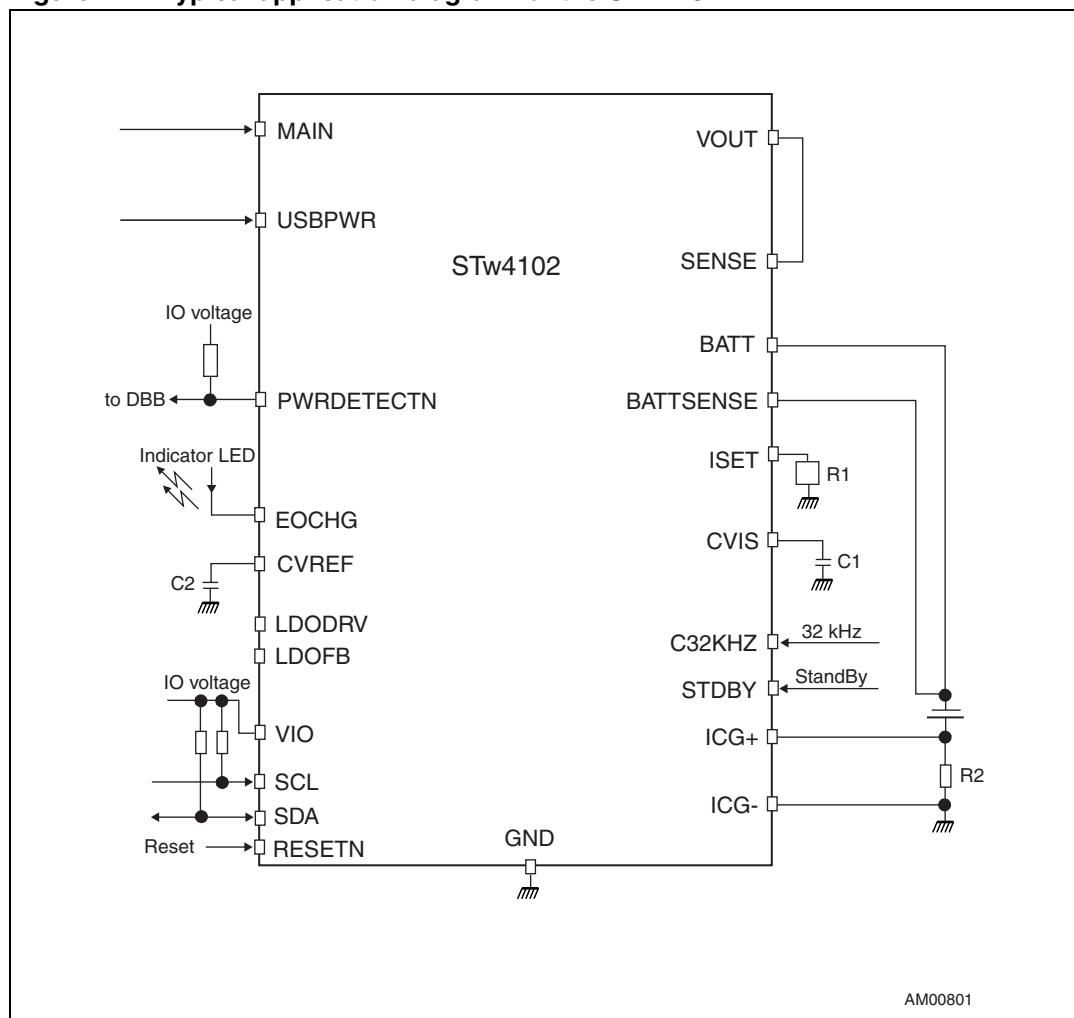 MAIN
VOUT
USBPWR
STw4102
SENSE
IO voltage
BATT
to DBB
PWRDETECTN
BATTSENSE
Indicator LED
ISET
R1
EOCHG
CVIS
C1
CVREF
C2
LDODRV
C32KHZ
32 kHz
LDOFB
IO voltage
STDBY
StandBy
VIO
ICG+
SCL
R2
SDA
ICG-
Reset
RESETN
GND
AM00801